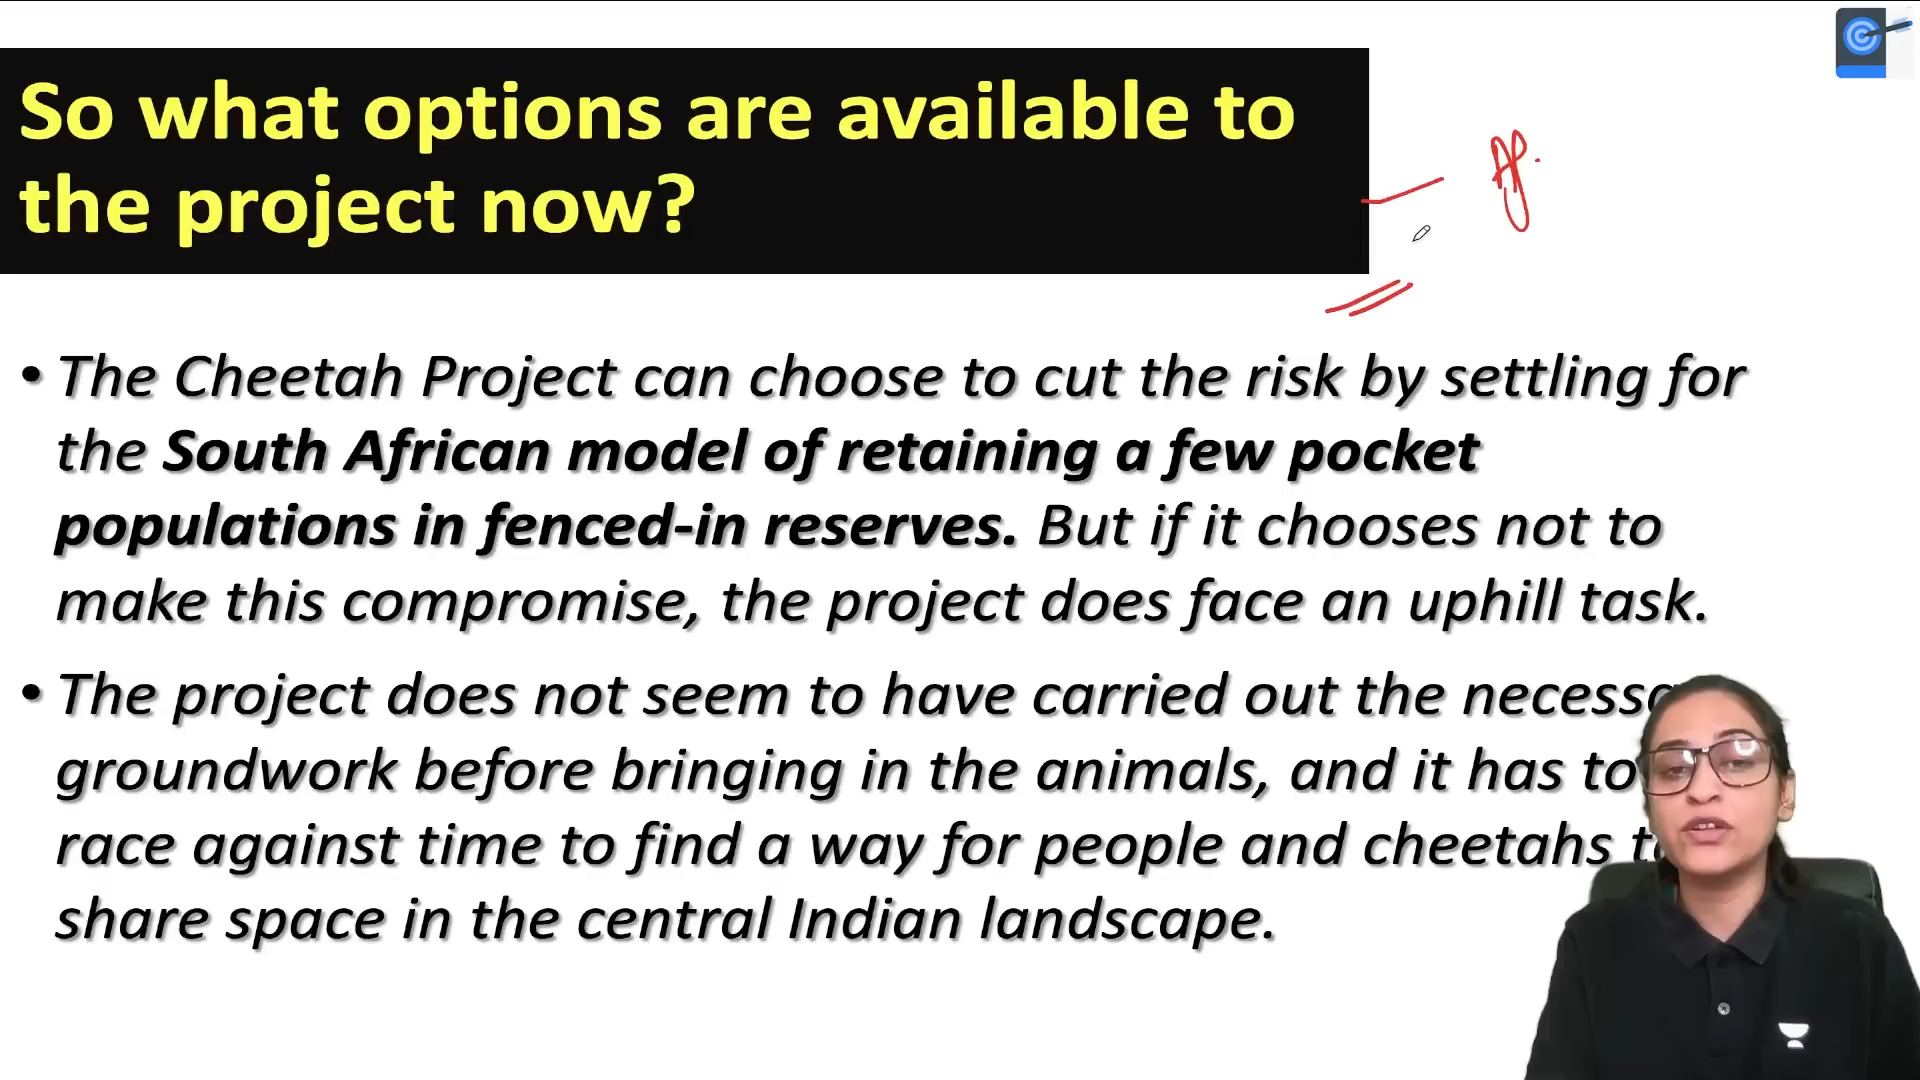 So what options are available to
the project now?
• The Cheetah Project can choose to cut the risk by settling for
the South African model of retaining a few pocket
populations in fenced-in reserves. But if it chooses not to
make this compromise, the project does face an uphill task.
• The project does not seem to have carried out the
groundwork before bringing in the animals, and it has to
race against time to find a way for people and cheetahs
share space in the central Indian landscape.